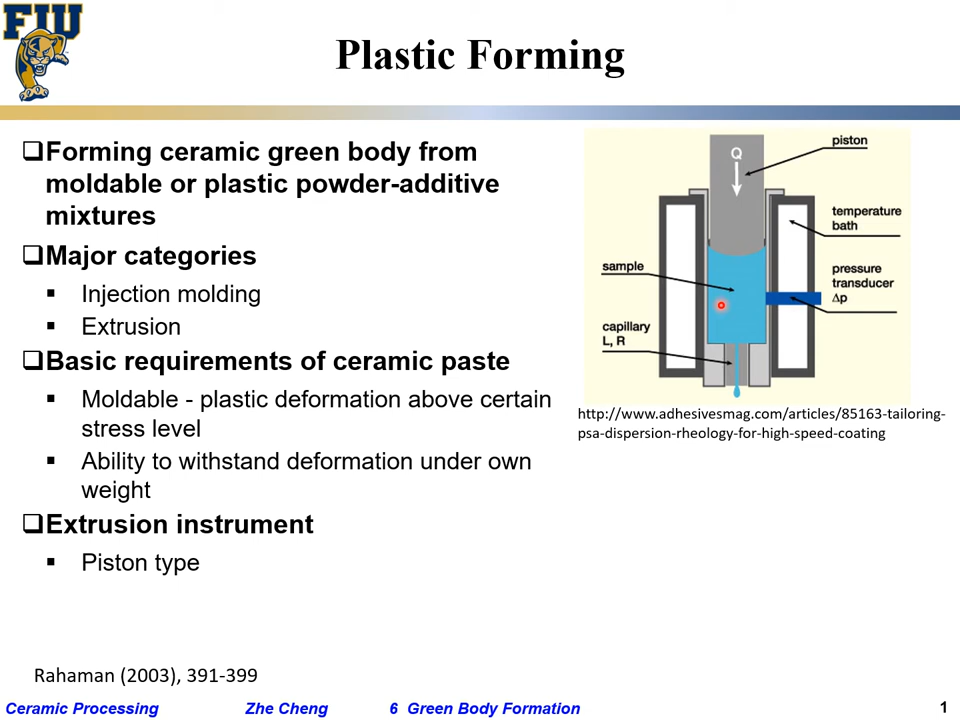 FIU
Plastic Forming
❑Forming ceramic green body from
moldable or plastic powder-additive
mixtures
❑Major categories
▪ Injection molding
▪ Extrusion
❑Basic requirements of ceramic paste
▪ Moldable - plastic deformation above certain
stress level
▪ Ability to withstand deformation under own
weight
❑Extrusion instrument
▪ Piston type
Q
piston
temperature
bath
sample
pressure
transducer
Δp
capillary
L, R
http://www.adhesivesmag.com/articles/85163-tailoring-
psa-dispersion-rheology-for-high-speed-coating
Rahaman (2003), 391-399
Ceramic Processing Zhe Cheng 6 Green Body Formation 1